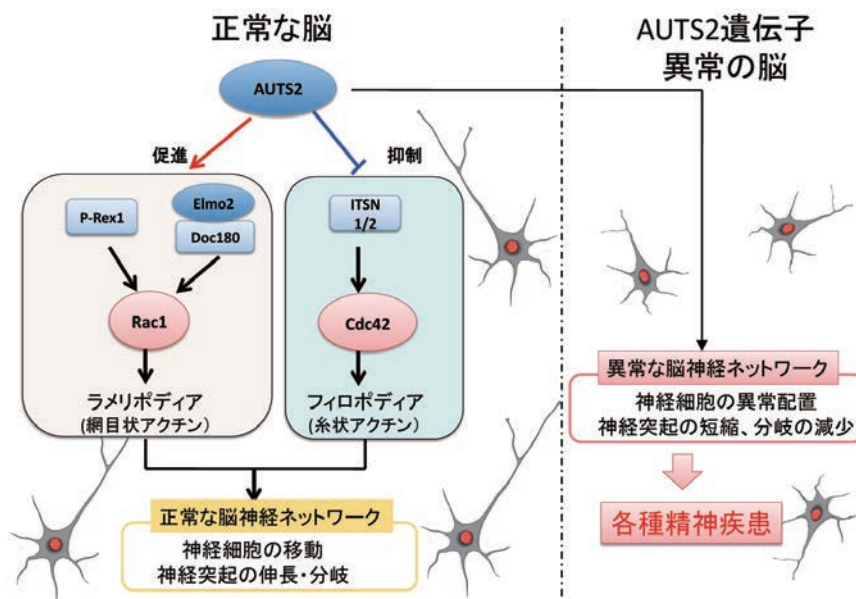 正常な脳
AUTS2遺伝子
異常の脳
AUTS2
促進
抑制
P-Rex1
Elmo2
Doc180
ITSN
1/2
Rac1
Cdc42
ラメリポディア
(網目状アクチン)
フィロポディア
(糸状アクチン)
正常な脳神経ネットワーク
神経細胞の移動
神経突起の伸長・分岐
異常な脳神経ネットワーク
神経細胞の異常配置
神経突起の短縮、分岐の減少
各種精神疾患